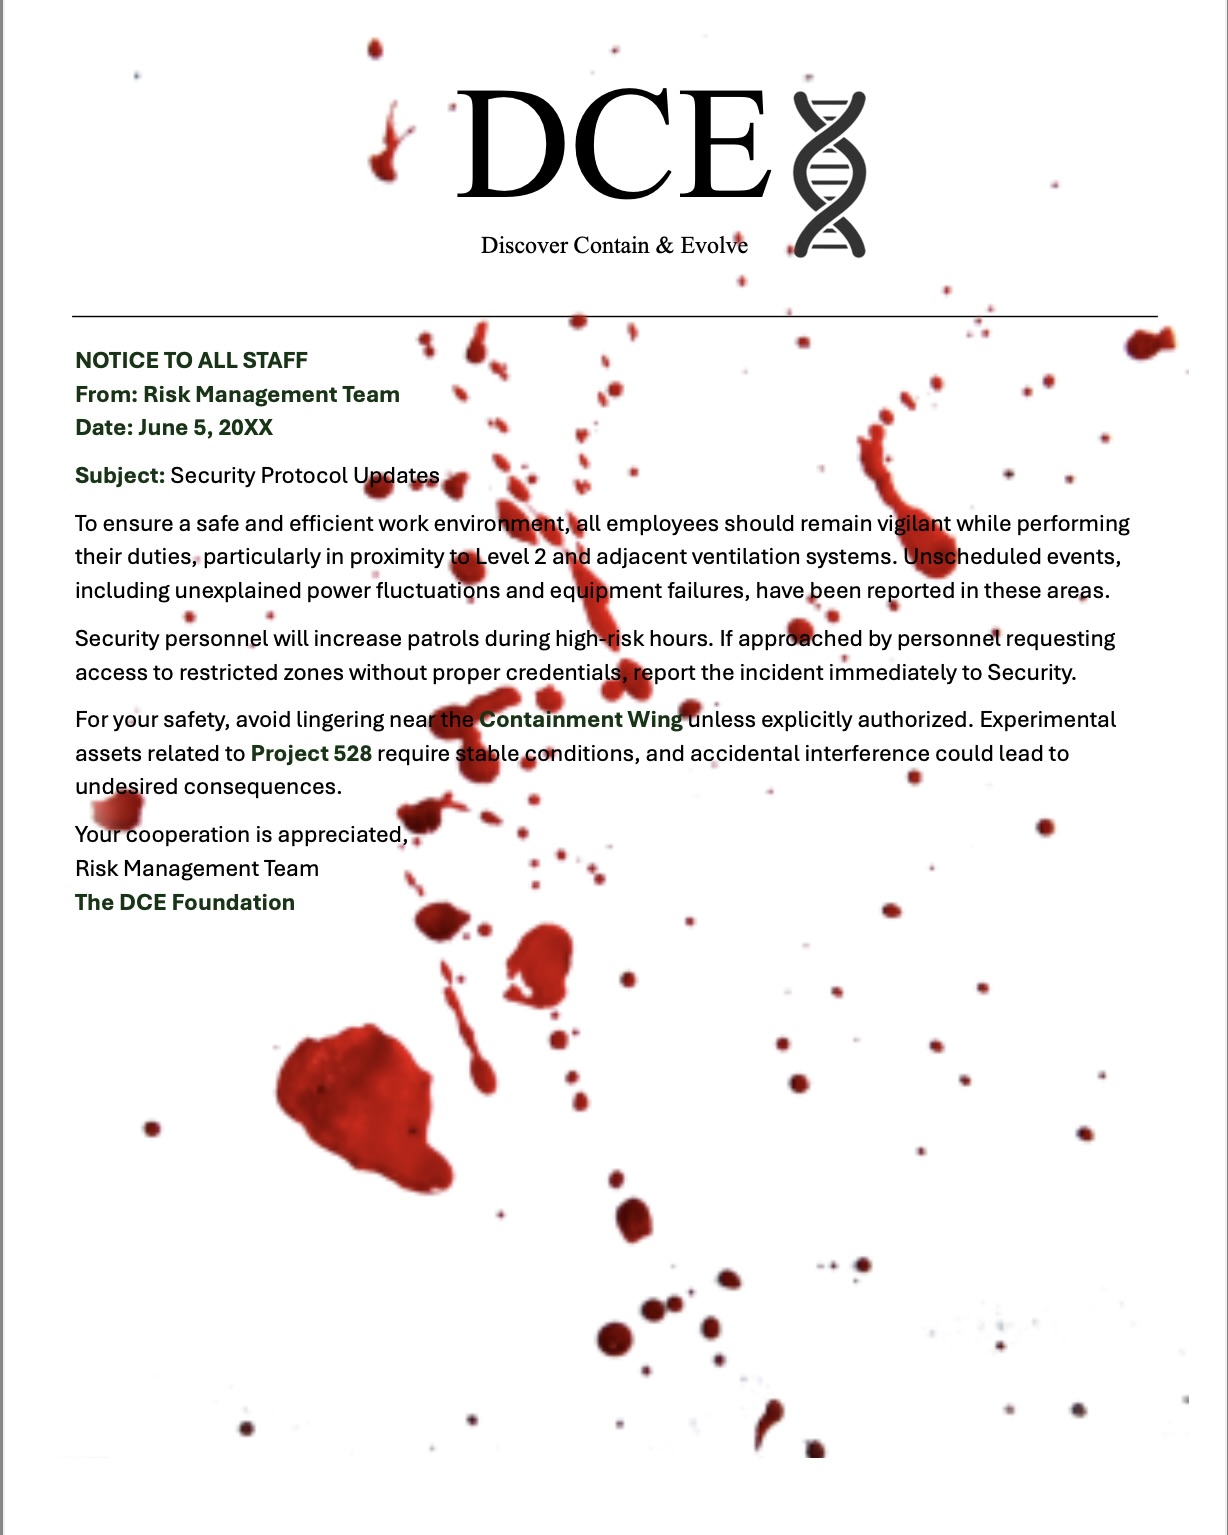 DCE
Discover Contain & Evolve
NOTICE TO ALL STAFF
From: Risk Management Team
Date: June 5, 20XX
Subject: Security Protocol Updates
To ensure a safe and efficient work environment, all employees should remain vigilant while performing
their duties, particularly in proximity to Level 2 and adjacent ventilation systems. Unscheduled events,
including unexplained power fluctuations and equipment failures, have been reported in these areas.
Security personnel will increase patrols during high-risk hours. If approached by personnel requesting
access to restricted zones without proper credentials, report the incident immediately to Security.
For your safety, avoid lingering near the Containment Wing unless explicitly authorized. Experimental
assets related to Project 528 require stable conditions, and accidental interference could lead to
undesired consequences.
Your cooperation is appreciated,
Risk Management Team
The DCE Foundation